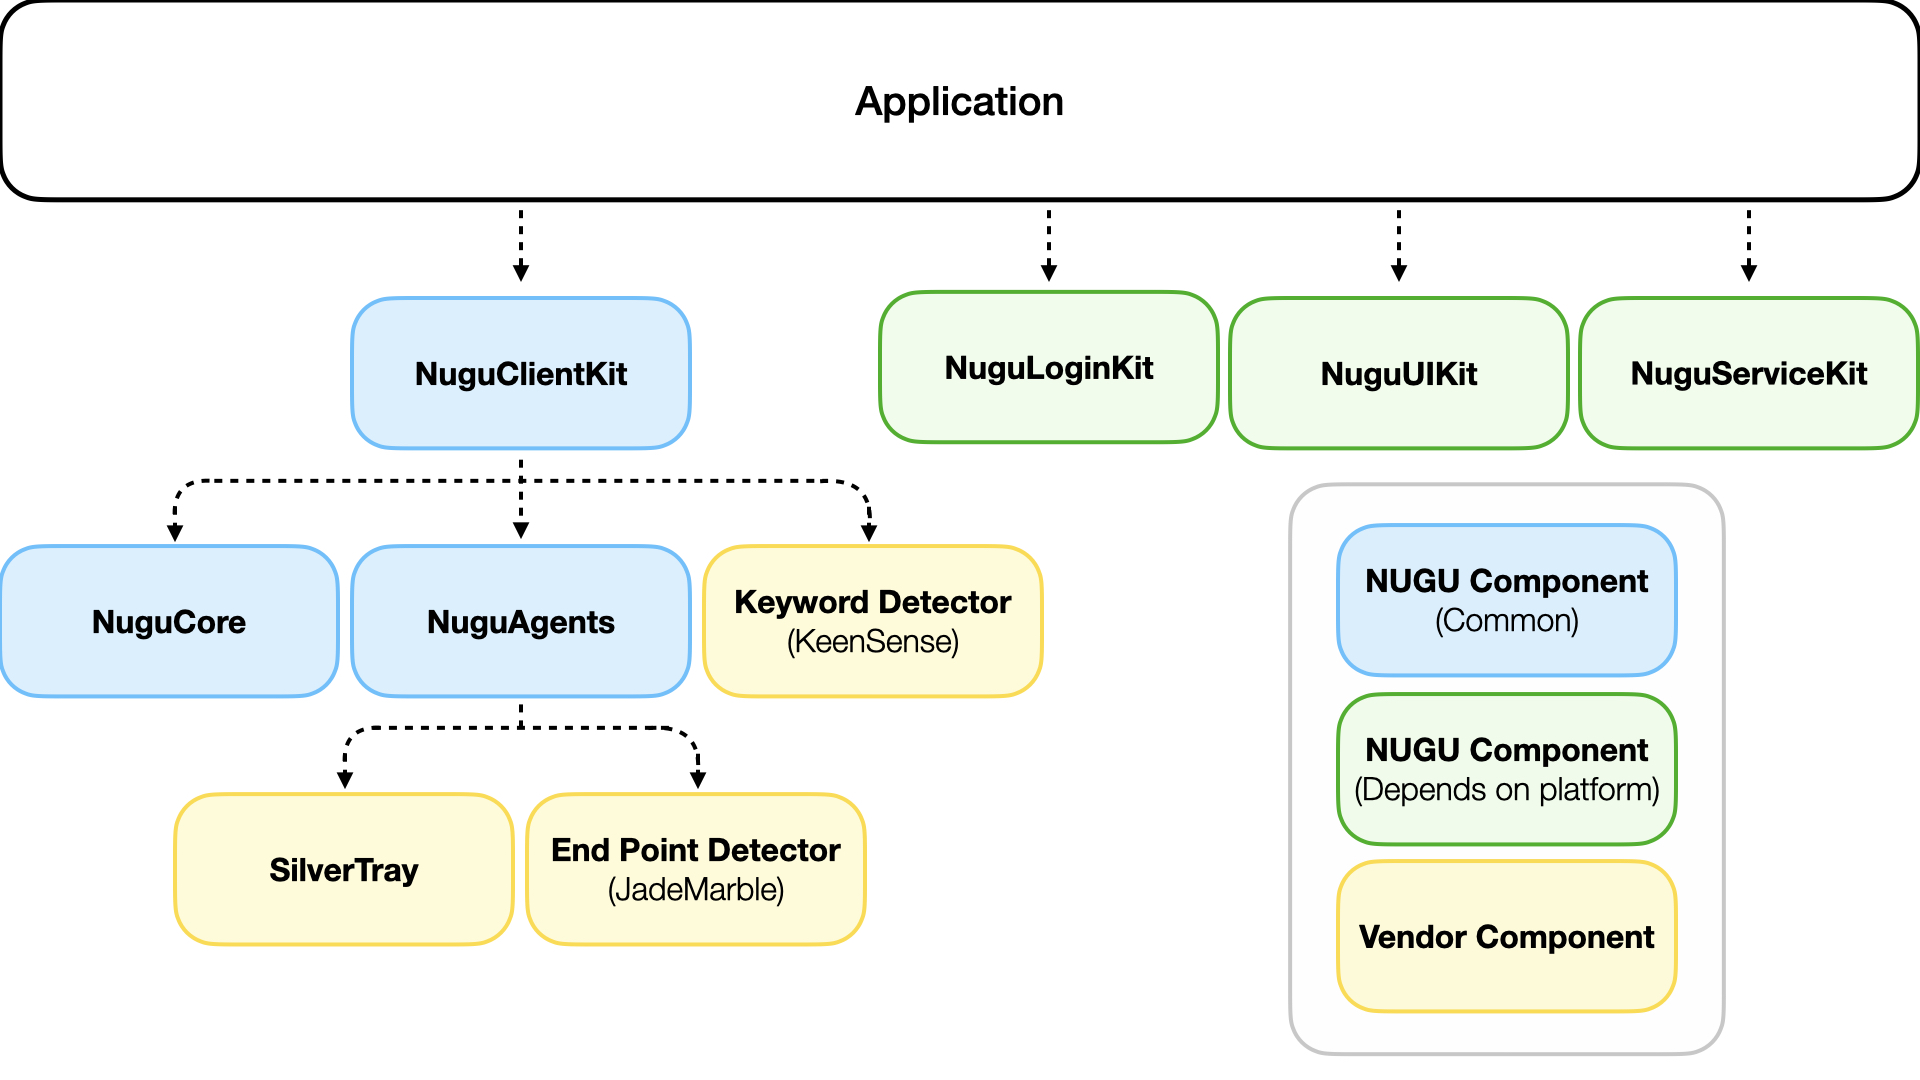 Application
NuguClientKit
NuguLoginKit
NuguUIKit
NuguServiceKit
NuguCore
NuguAgents
Keyword Detector
(KeenSense)
SilverTray
End Point Detector
(JadeMarble)
NUGU Component
(Common)
NUGU Component
(Depends on platform)
Vendor Component